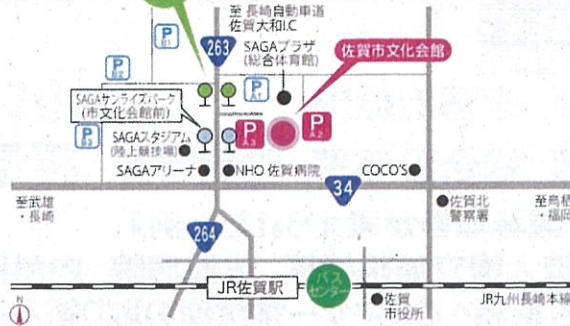 至 長崎自動車道
佐賀大和I.C
263
SAGAプラザ
(総合体育館)
佐賀市文化会館
P
B1
P
B2
P
A1
SAGAサンライズパーク
(市文化会館前)
P
B3
P
A3
P
A2
SAGAスタジアム
(陸上競技場)
SAGAアリーナ
NHO 佐賀病院
COCO'S
34
至武雄
・長崎
佐賀北
警察署
至鳥栖
・福岡
264
JR佐賀駅
バス
センター
佐賀
市役所
JR九州長崎本線
N